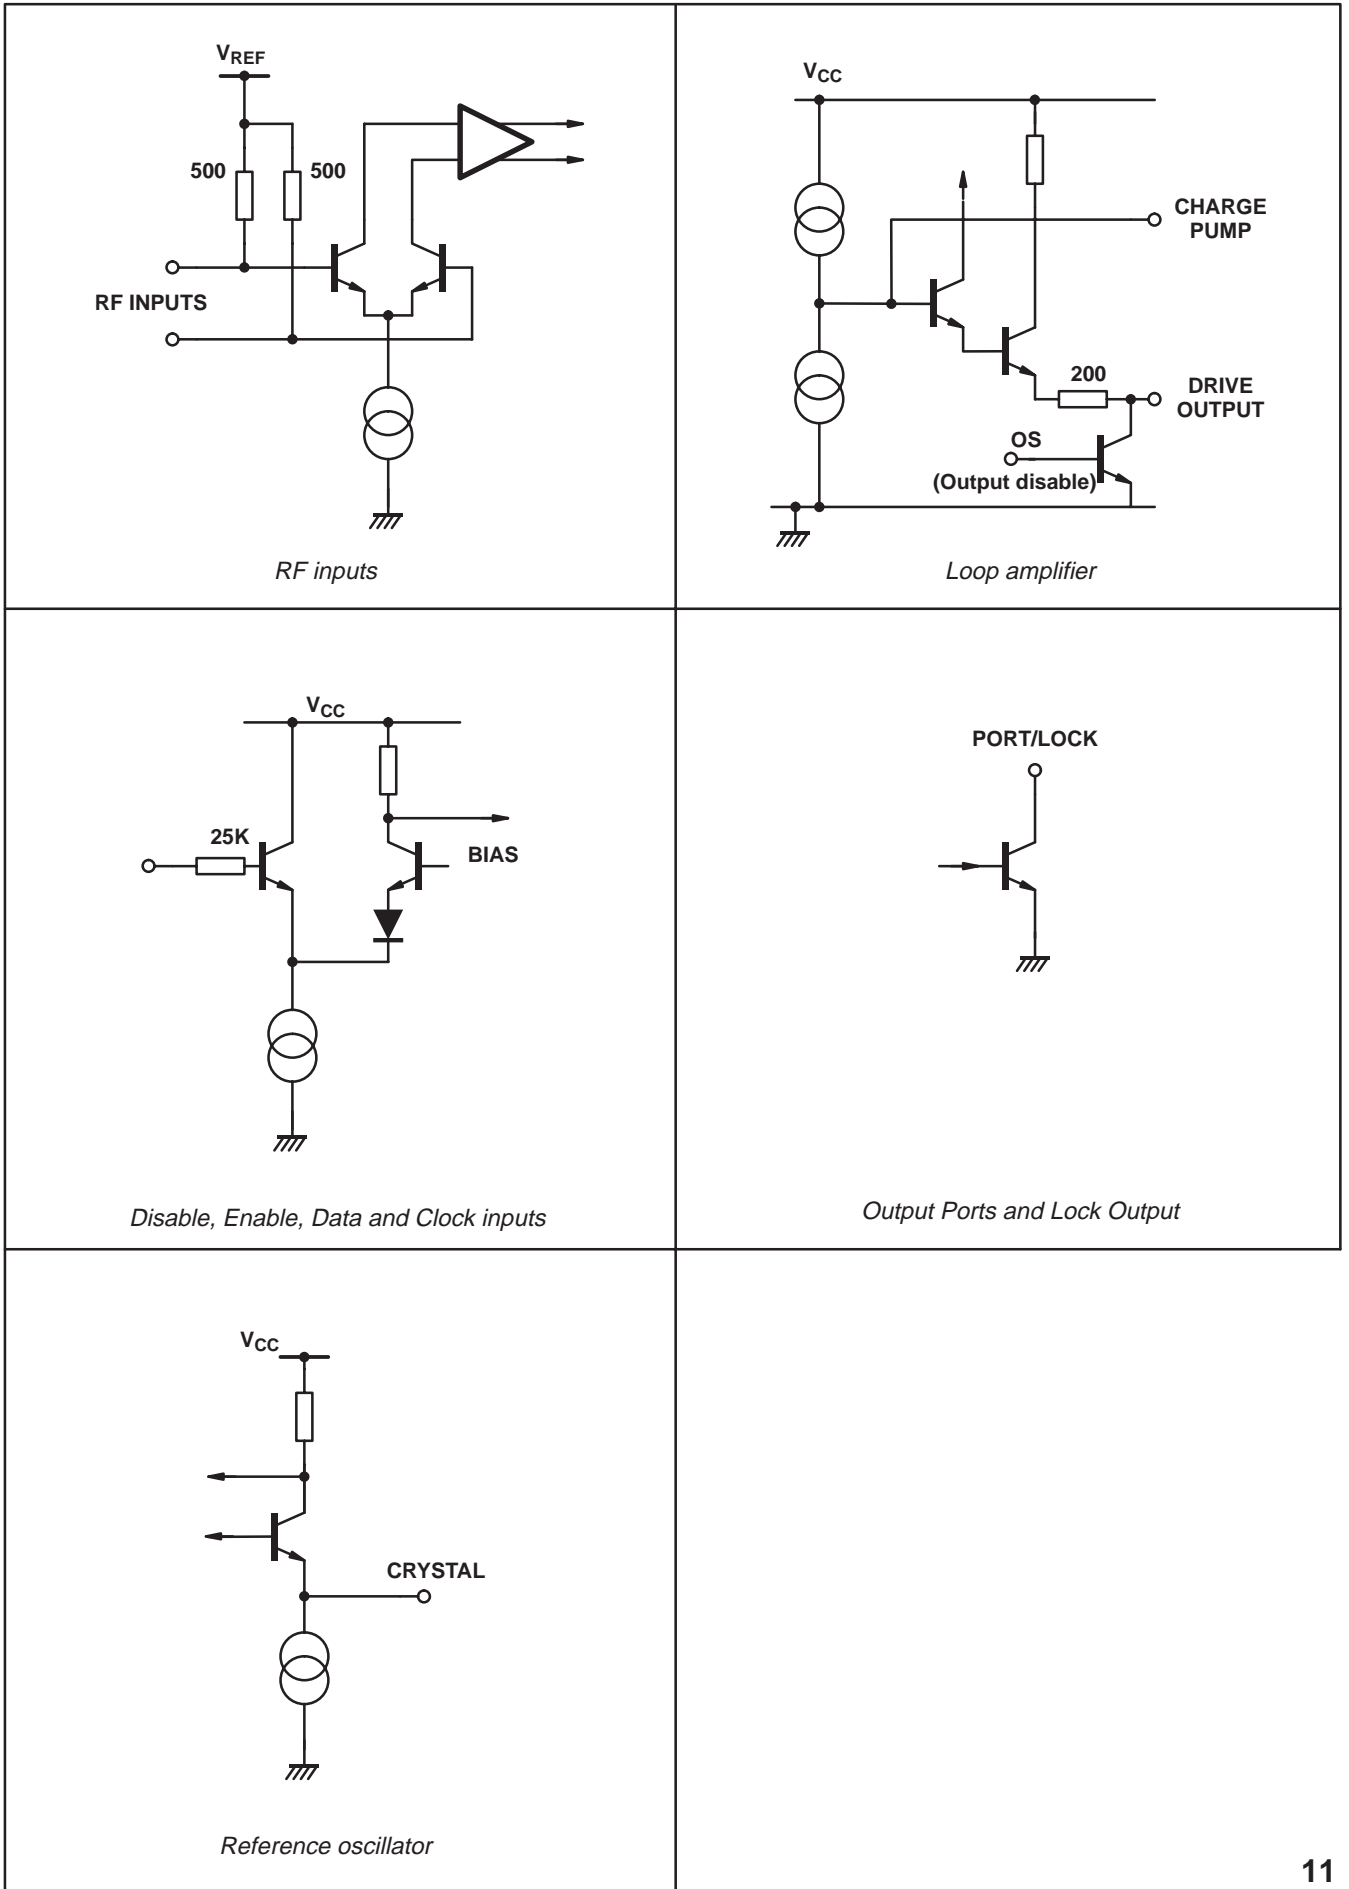 VREF
500
500
RF INPUTS
RF inputs
VCC
CHARGE
PUMP
200
DRIVE
OUTPUT
OS
(Output disable)
Loop amplifier
VCC
25K
BIAS
Disable, Enable, Data and Clock inputs
PORT/LOCK
Output Ports and Lock Output
VCC
CRYSTAL
Reference oscillator
11